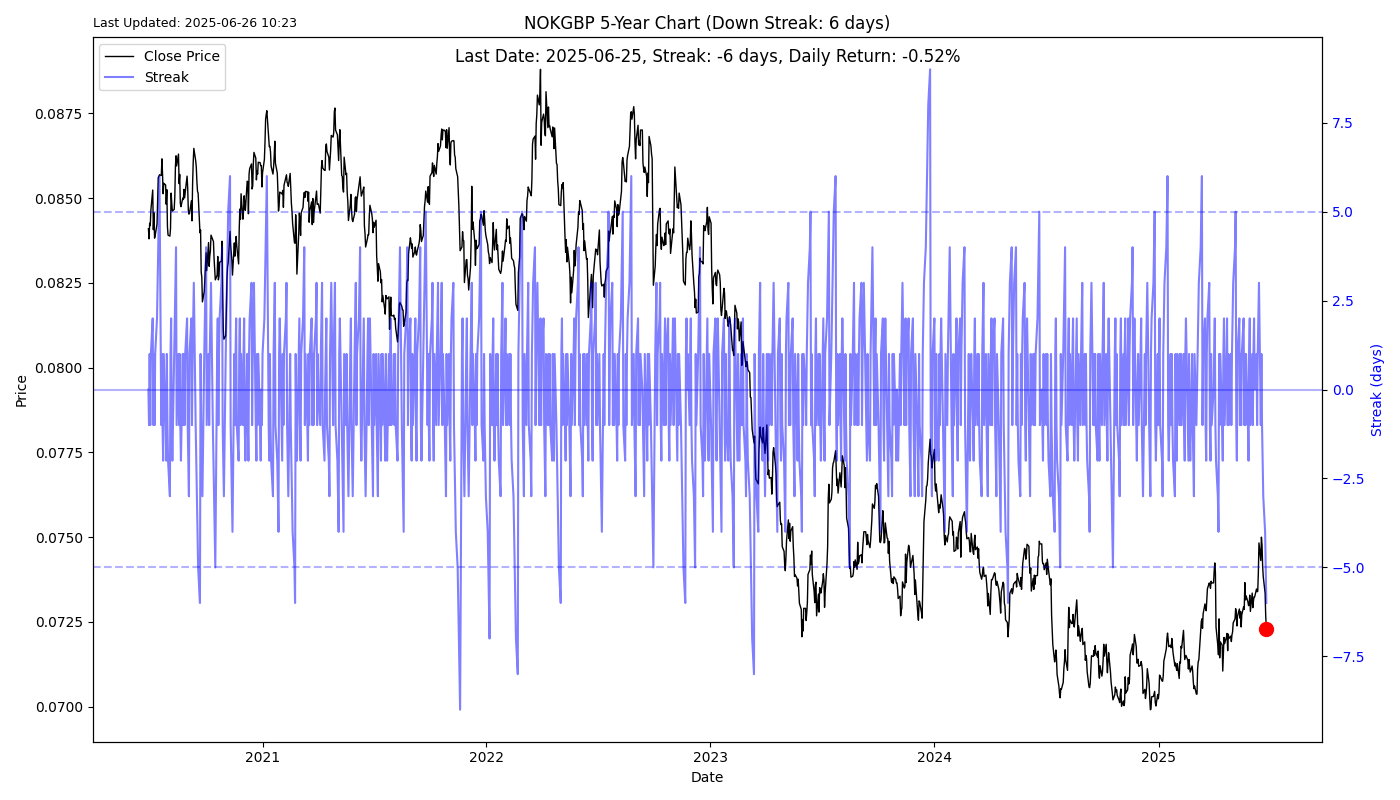 Last Updated: 2025-06-26 10:23
NOKGBP 5-Year Chart (Down Streak: 6 days)
Last Date: 2025-06-25, Streak: -6 days, Daily Return: -0.52%
Close Price
Streak
0.0875
0.0850
0.0825
0.0800
0.0775
0.0750
0.0725
0.0700
Price
7.5
5.0
2.5
0.0
−2.5
−5.0
−7.5
Streak (days)
2021
2022
2023
2024
2025
Date